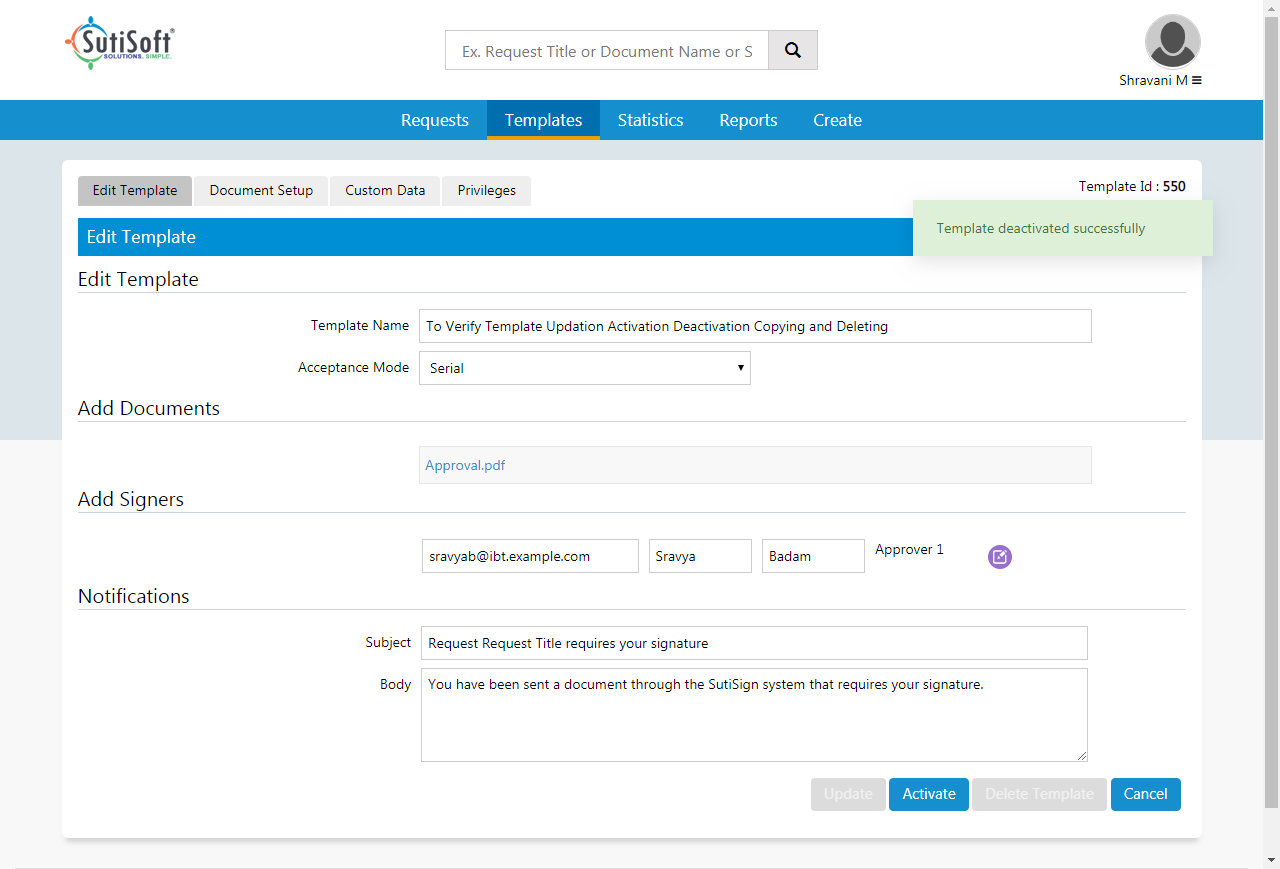 SutiSoft®
SOLUTIONS. SIMPLE.
Ex. Request Title or Document Name or S
Shravani M
Requests Templates Statistics Reports Create
Edit Template Document Setup Custom Data Privileges
Template Id : 550
Template deactivated successfully
Edit Template
Edit Template
Template Name To Verify Template Updation Activation Deactivation Copying and Deleting
Acceptance Mode Serial
Add Documents
Approval.pdf
Add Signers
sravyab@ibt.example.com Sravya Badam Approver 1
Notifications
Subject Request Request Title requires your signature
Body You have been sent a document through the SutiSign system that requires your signature.
Update Activate Delete Template Cancel